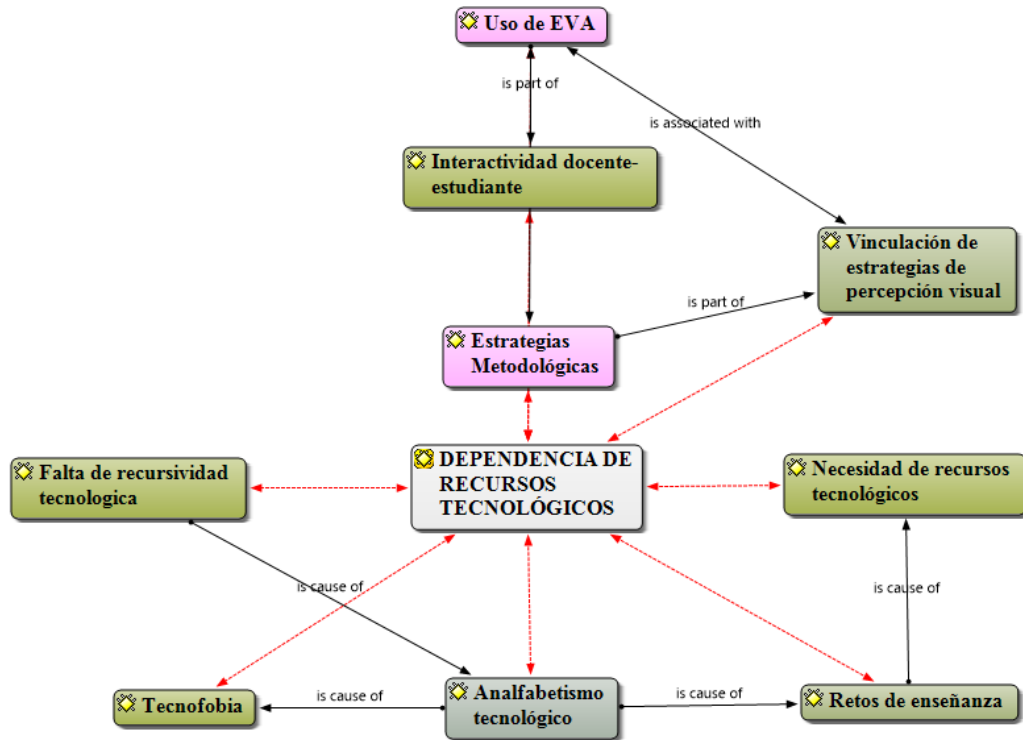 Uso de EVA
is part of
is associated with
Interactividad docente-
estudiante
Vinculación de
estrategias de
percepción visual
is part of
Estrategias
Metodológicas
DEPENDENCIA DE
RECURSOS
TECNOLÓGICOS
Falta de recursividad
tecnologica
Necesidad de recursos
tecnológicos
is cause of
is cause of
Tecnofobia
is cause of
Analfabetismo
tecnológico
is cause of
Retos de enseñanza